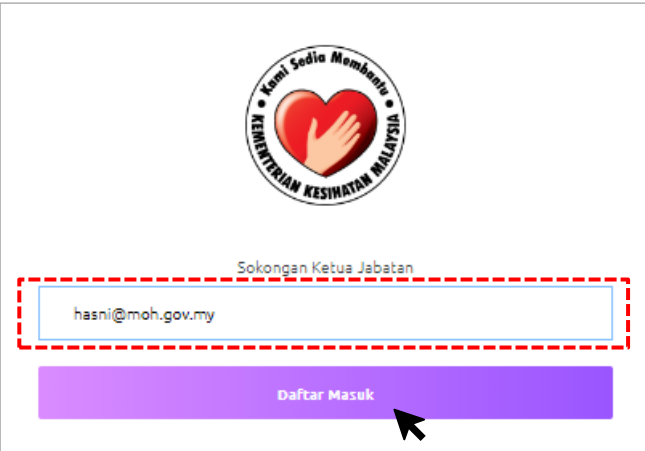 Kami Sedia Membantu
KEMENTERIAN KESIHATAN MALAYSIA
Sokongan Ketua Jabatan
hasni@moh.gov.my
Daftar Masuk